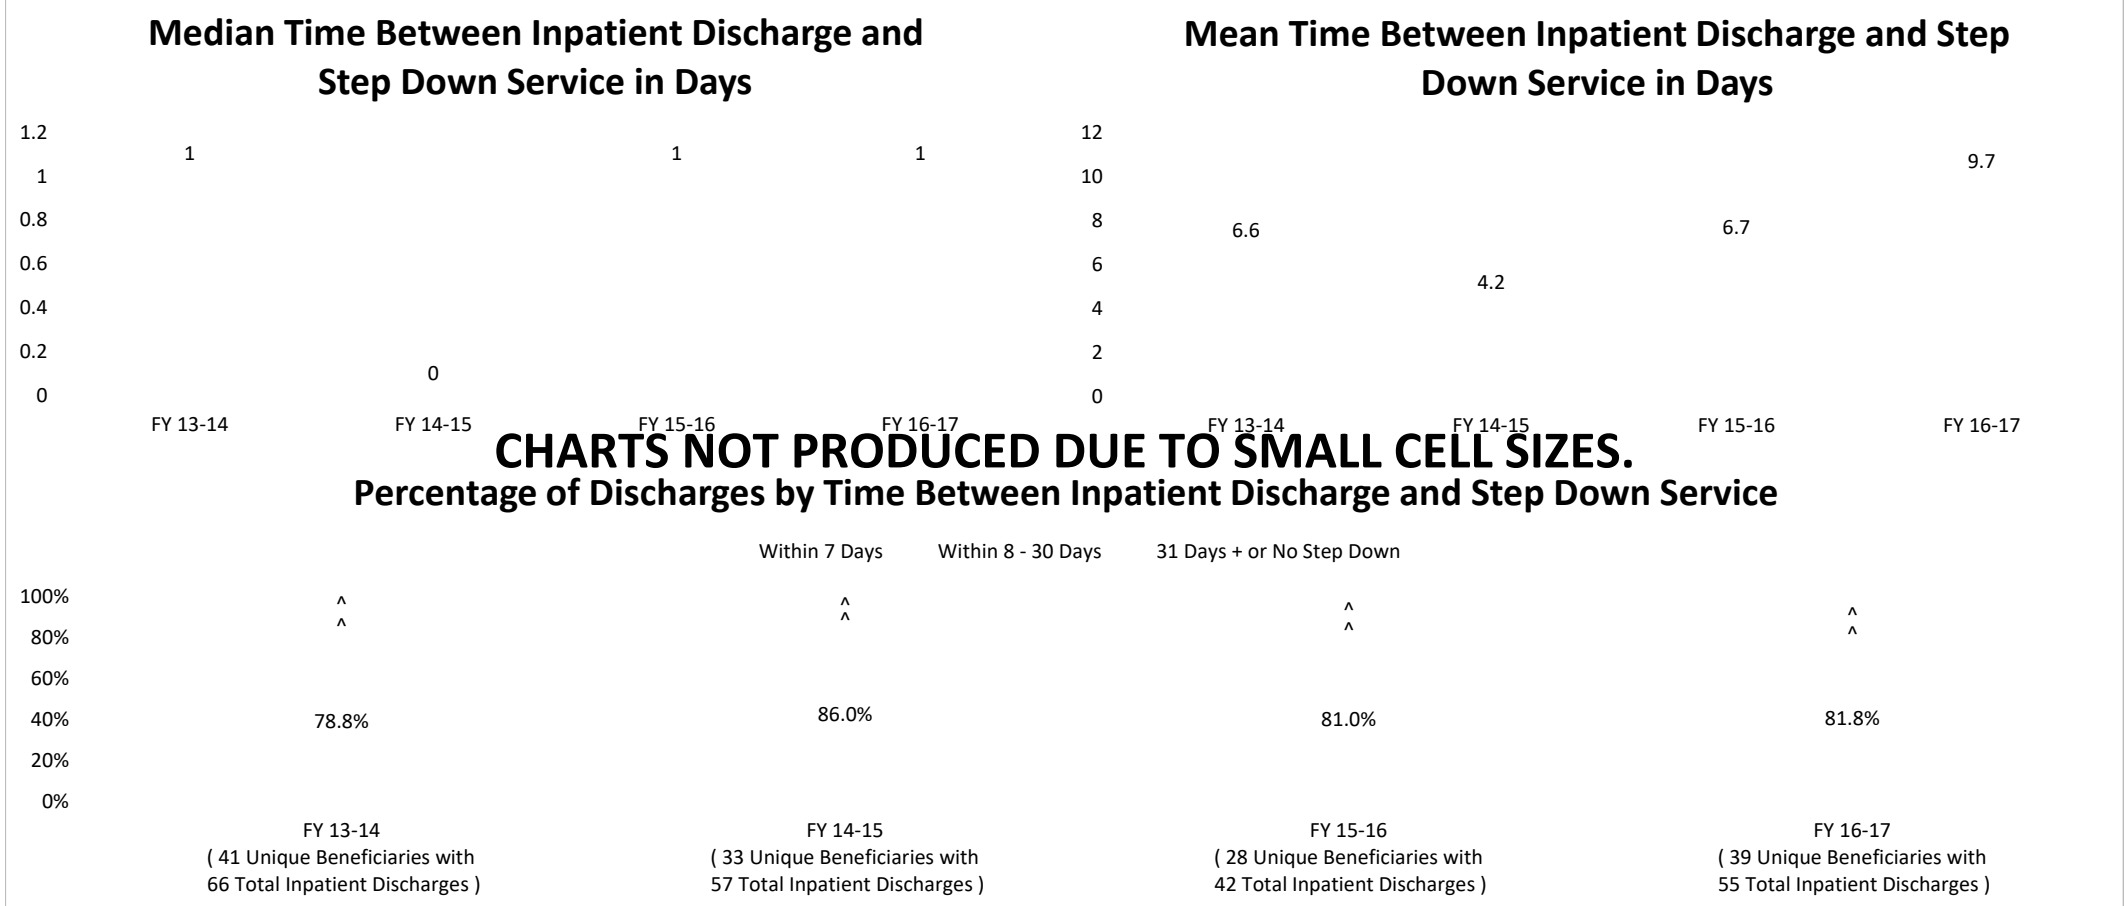 Median Time Between Inpatient Discharge and
Step Down Service in Days
1.2
1
0.8
0.6
0.4
0.2
0
1
0
1
1
FY 13-14
FY 14-15
FY 15-16
FY 16-17
Mean Time Between Inpatient Discharge and Step
Down Service in Days
12
10
8
6
4
2
0
6.6
4.2
6.7
9.7
FY 13-14
FY 14-15
FY 15-16
FY 16-17
CHARTS NOT PRODUCED DUE TO SMALL CELL SIZES.
Percentage of Discharges by Time Between Inpatient Discharge and Step Down Service
Within 7 Days
Within 8 - 30 Days
31 Days + or No Step Down
100%
80%
60%
40%
20%
0%
^
^
78.8%
^
^
86.0%
^
^
81.0%
^
^
81.8%
FY 13-14
( 41 Unique Beneficiaries with
66 Total Inpatient Discharges )
FY 14-15
( 33 Unique Beneficiaries with
57 Total Inpatient Discharges )
FY 15-16
( 28 Unique Beneficiaries with
42 Total Inpatient Discharges )
FY 16-17
( 39 Unique Beneficiaries with
55 Total Inpatient Discharges )